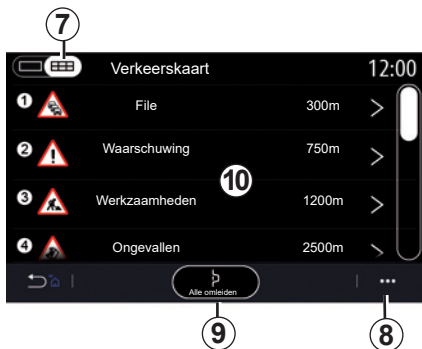 7
Verkeerskaart 12:00
1 File 300m
2 Waarschuwing 750m
10
3 Werkzaamheden 1200m
4 Ongevallen 2500m
Alle omleiden
9 8